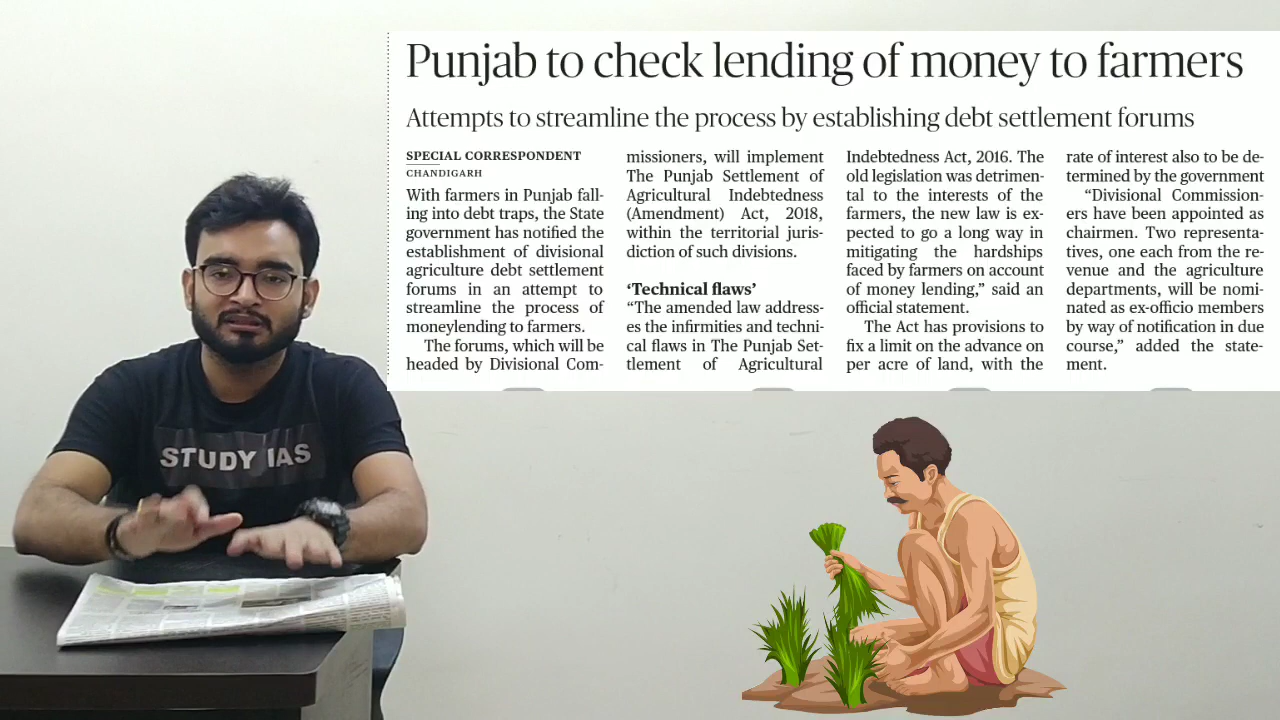 Punjab to check lending of money to farmers
Attempts to streamline the process by establishing debt settlement forums
SPECIAL CORRESPONDENT
CHANDIGARH
With farmers in Punjab fall-
ing into debt traps, the State
government has notified the
establishment of divisional
agriculture debt settlement
forums in an attempt to
streamline the process of
moneylending to farmers.
The forums, which will be
headed by Divisional Com-
missioners, will implement
The Punjab Settlement of
Agricultural Indebtedness
(Amendment) Act, 2018,
within the territorial juris-
diction of such divisions.
‘Technical flaws’
“The amended law address-
es the infirmities and techni-
cal flaws in The Punjab Set-
tlement of Agricultural
Indebtedness Act, 2016. The
old legislation was detrimen-
tal to the interests of the
farmers, the new law is ex-
pected to go a long way in
mitigating the hardships
faced by farmers on account
of money lending,” said an
official statement.
The Act has provisions to
fix a limit on the advance on
per acre of land, with the
rate of interest also to be de-
termined by the government
“Divisional Commission-
ers have been appointed as
chairmen. Two representa-
tives, one each from the re-
venue and the agriculture
departments, will be nomi-
nated as ex-officio members
by way of notification in due
course,” added the state-
ment.
STUDY IAS